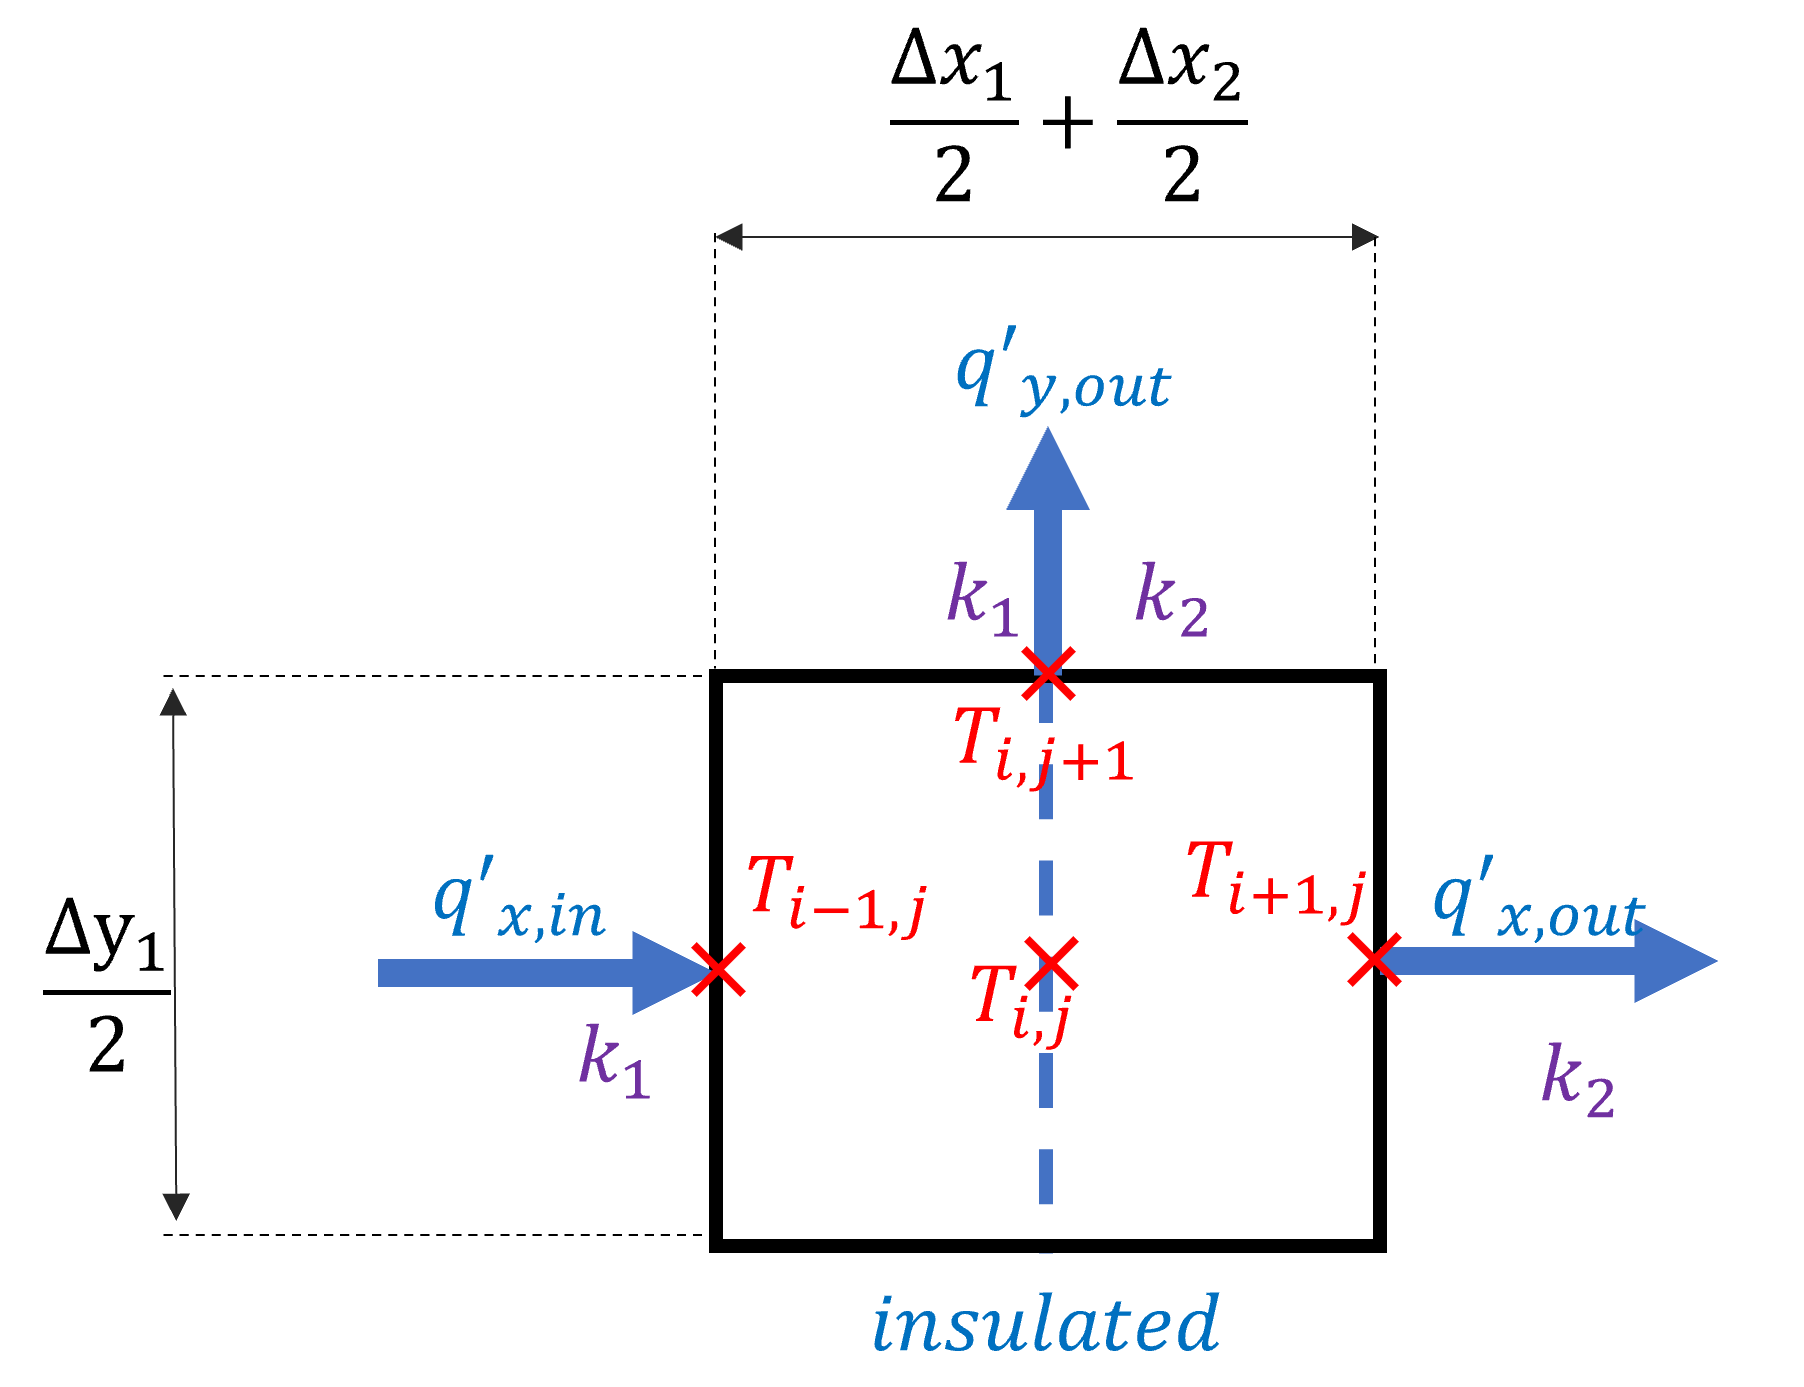 Δx₁/2 + Δx₂/2
q′y,out
k₁ k₂
Ti,j+1
q′x,in
Ti−1,j
Ti+1,j
q′x,out
Δy₁/2
Ti,j
k₁
k₂
insulated